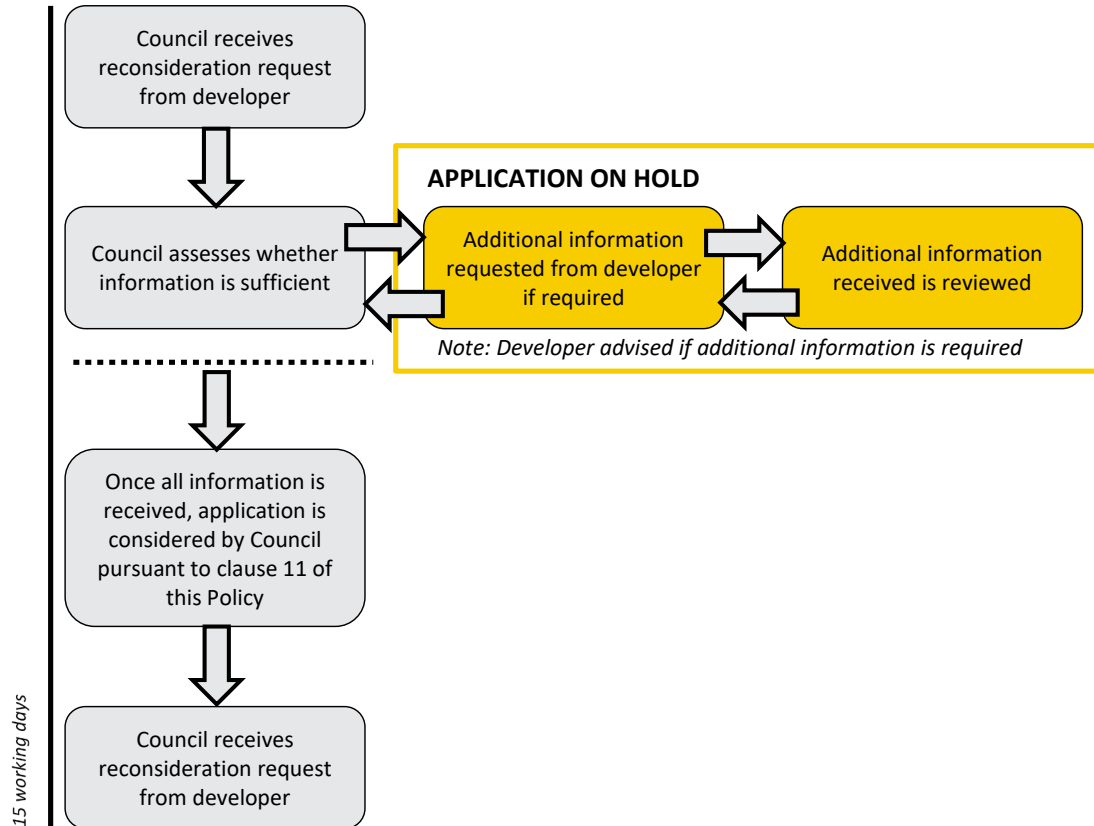 Council receives
reconsideration request
from developer
APPLICATION ON HOLD
Council assesses whether
information is sufficient
Additional information
requested from developer
if required
Additional information
received is reviewed
Note: Developer advised if additional information is required
Once all information is
received, application is
considered by Council
pursuant to clause 11 of
this Policy
Council receives
reconsideration request
from developer
15 working days